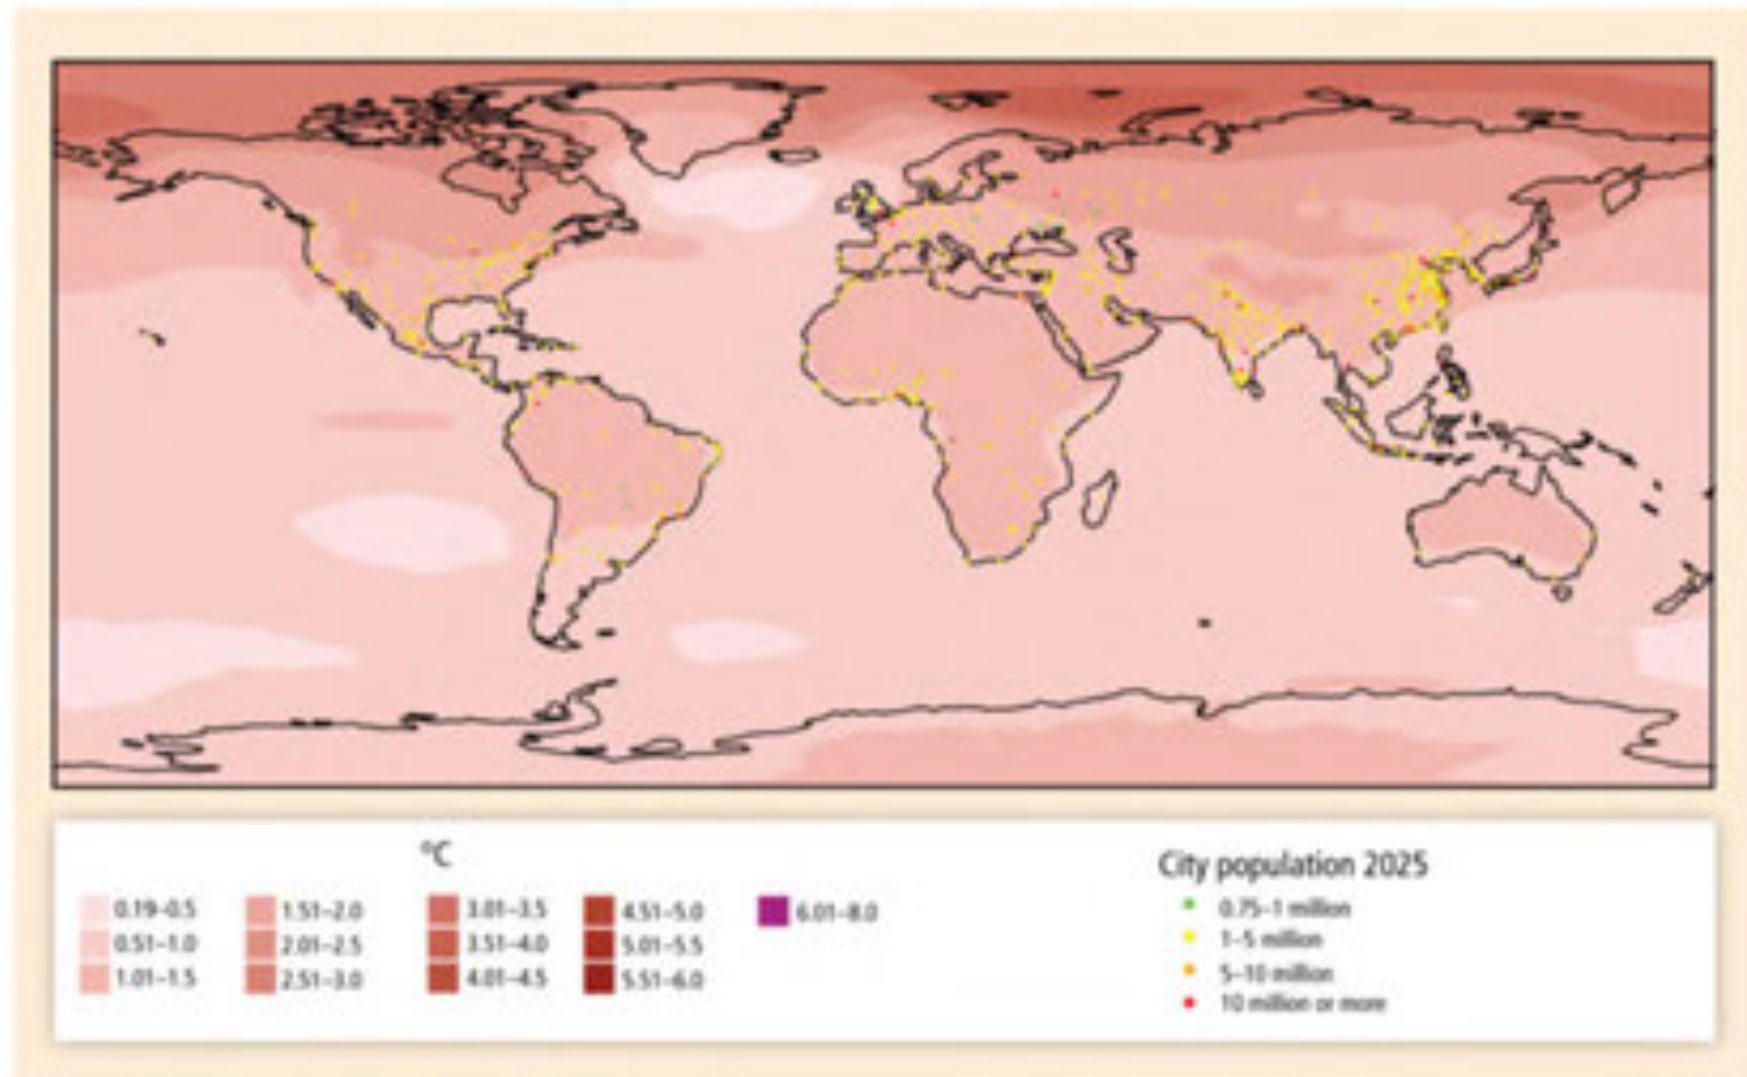 °C
0.19–0.5
0.51–1.0
1.01–1.5
1.51–2.0
2.01–2.5
2.51–3.0
3.01–3.5
3.51–4.0
4.01–4.5
4.51–5.0
5.01–5.5
5.51–6.0
6.01–8.0
City population 2025
0.75–1 million
1–5 million
5–10 million
10 million or more